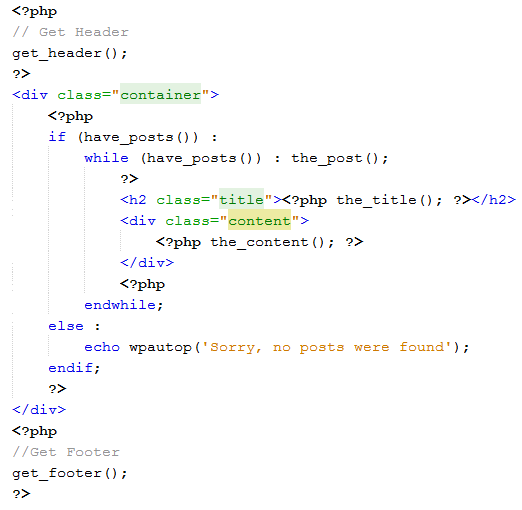 <?php
// Get Header
get_header();
?>
<div class="container">
    <?php
    if (have_posts()) :
        while (have_posts()) : the_post();
            ?>
            <h2 class="title"><?php the_title(); ?></h2>
            <div class="content">
                <?php the_content(); ?>
            </div>
            <?php
        endwhile;
    else :
        echo wpautop('Sorry, no posts were found');
    endif;
    ?>
</div>
<?php
//Get Footer
get_footer();
?>